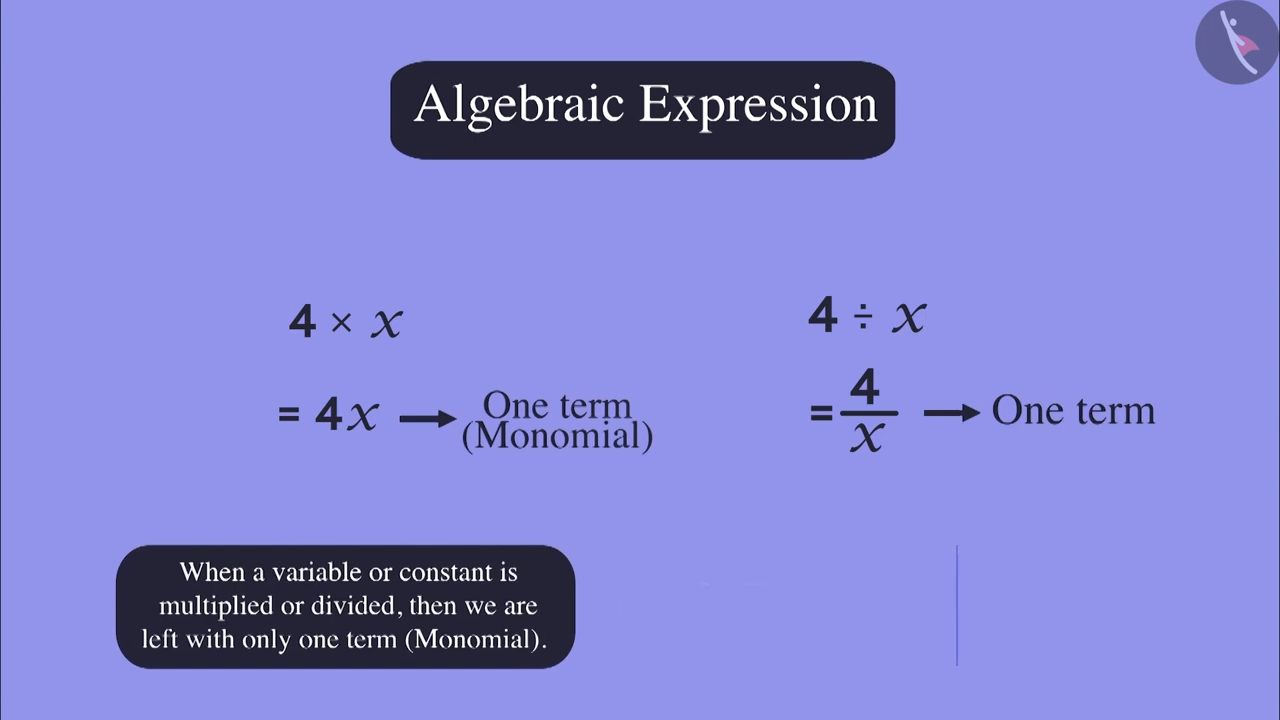 Algebraic Expression
4 × x
= 4x → One term
(Monomial)
4 ÷ x
= 4/x → One term
When a variable or constant is
multiplied or divided, then we are
left with only one term (Monomial).